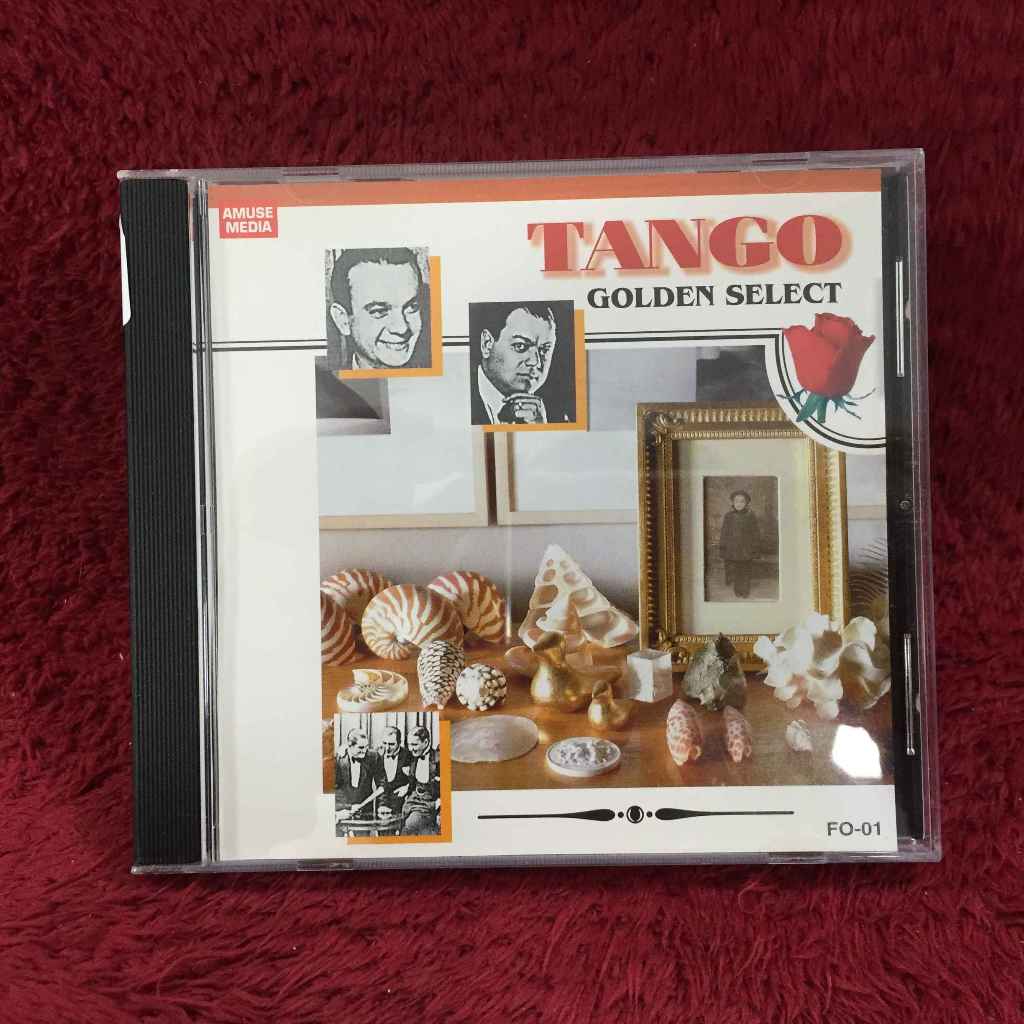 AMUSE
MEDIA
TANGO
GOLDEN SELECT
FO-01